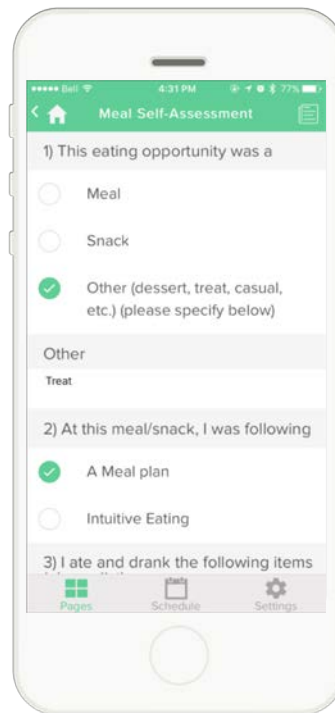 Bell 4:31 PM 77%
Meal Self-Assessment
1) This eating opportunity was a
Meal
Snack
Other (dessert, treat, casual,
etc.) (please specify below)
Other
Treat
2) At this meal/snack, I was following
A Meal plan
Intuitive Eating
3) I ate and drank the following items
Pages Schedule Settings